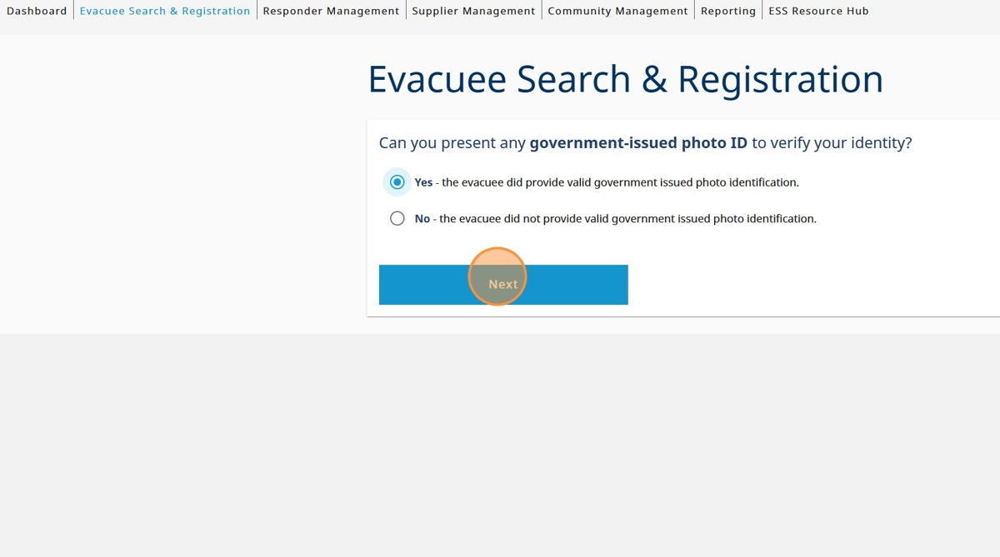 Dashboard Evacuee Search & Registration Responder Management Supplier Management Community Management Reporting ESS Resource Hub
Evacuee Search & Registration
Can you present any government-issued photo ID to verify your identity?
Yes - the evacuee did provide valid government issued photo identification.
No - the evacuee did not provide valid government issued photo identification.
Next